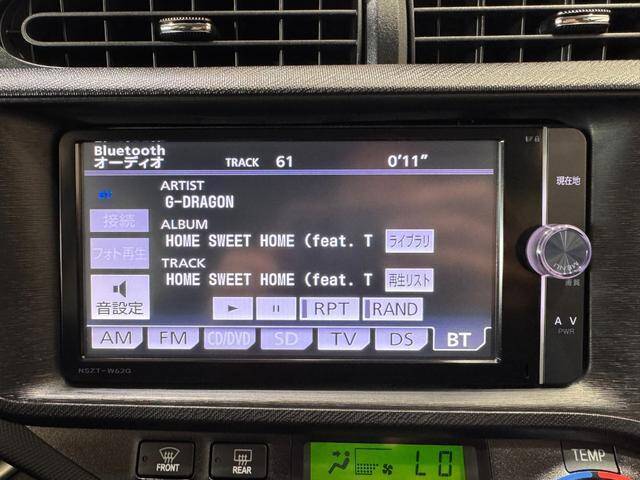 Bluetooth
オーディオ TRACK 61 0'11"
現在地
ARTIST
G-DRAGON
接続
ALBUM
HOME SWEET HOME (feat. T ライブラリ
フォト再生
TRACK
HOME SWEET HOME (feat. T 再生リスト
MENU
画質
音設定
RPT RAND
AM FM CD/DVD SD TV DS BT
AV
PWR
NSZT-W62G
FRONT REAR LO TEMP